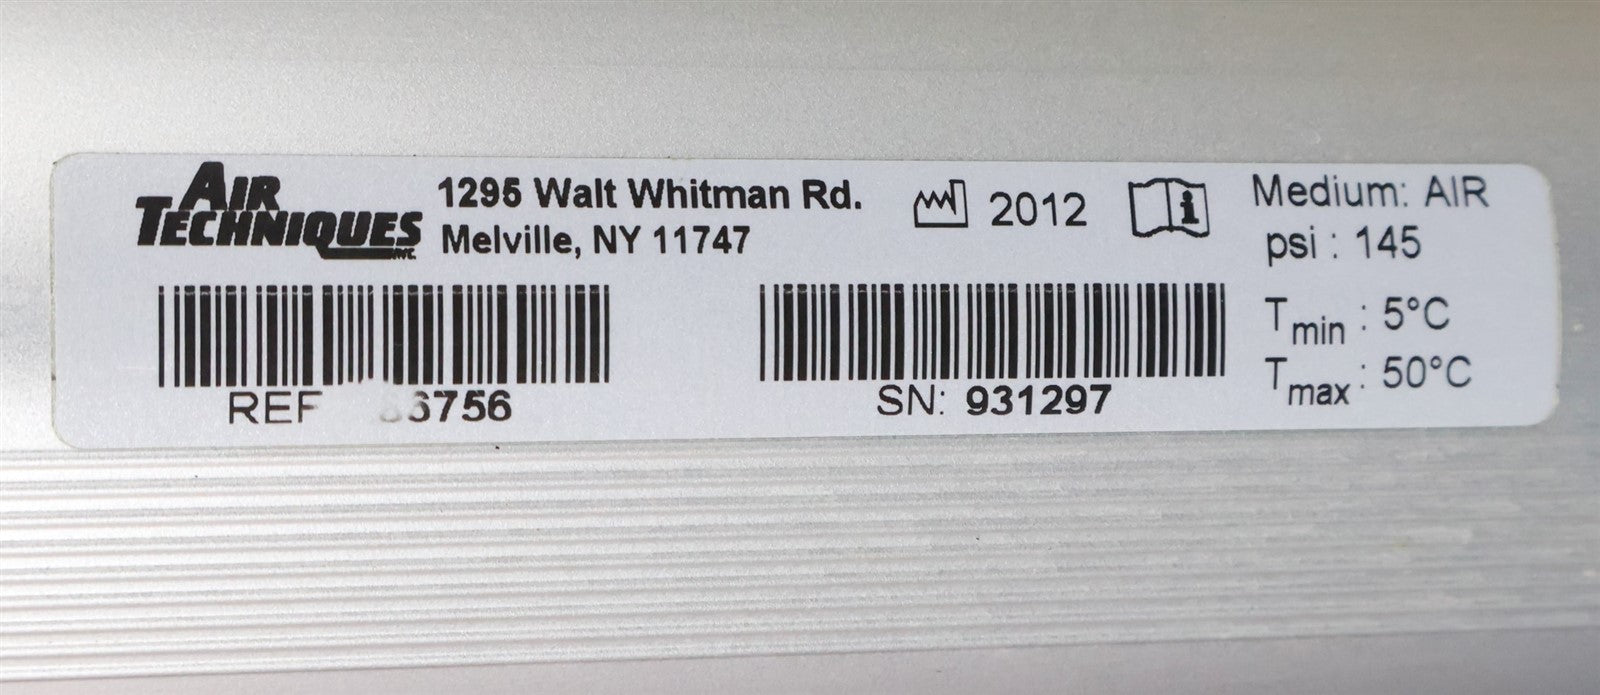 AIR
TECHNIQUES
INC.
1295 Walt Whitman Rd.
Melville, NY 11747
2012
Medium: AIR
psi : 145
Tmin : 5°C
Tmax : 50°C
REF
SN: 931297